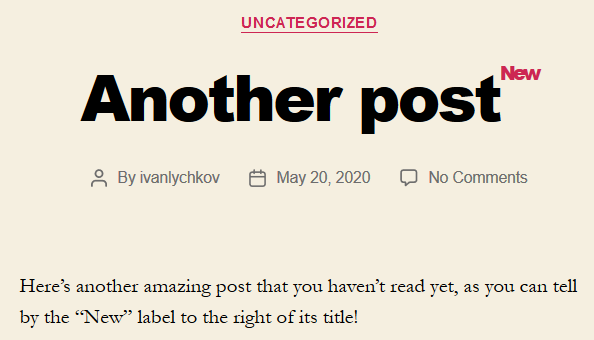 UNCATEGORIZED
Another post New
By ivanlychkov May 20, 2020 No Comments
Here’s another amazing post that you haven’t read yet, as you can tell
by the “New” label to the right of its title!